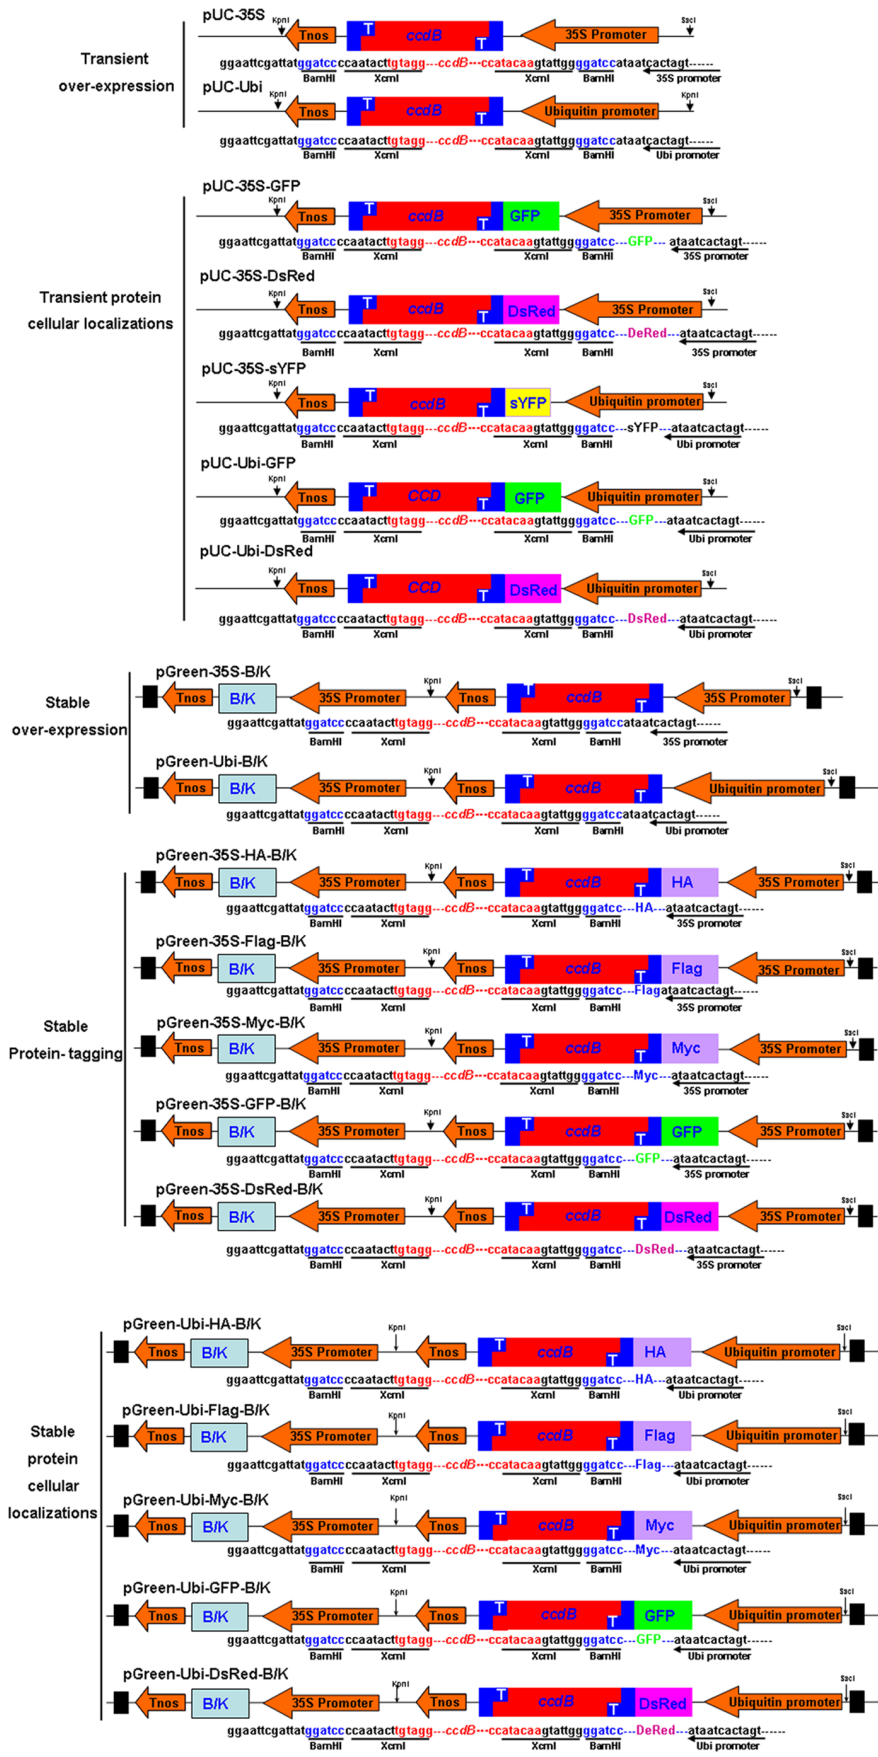 pUC-35S
KpnI
SacI
Tnos
T
ccdB
T
35S Promoter
Transient
over-expression
ggaattcgattatggatccccaatacttgtagg---ccdB---ccatacaagtattggggatccataatcactagt------
BamHI
XcmI
XcmI
BamHI
35S promoter
pUC-Ubi
KpnI
KpnI
Tnos
T
ccdB
T
Ubiquitin promoter
ggaattcgattatggatccccaatacttgtagg---ccdB---ccatacaagtattggggatccataatcactagt------
BamHI
XcmI
XcmI
BamHI
Ubi promoter
pUC-35S-GFP
KpnI
SacI
Tnos
T
ccdB
T
GFP
35S Promoter
ggaattcgattatggatccccaatacttgtagg---ccdB---ccatacaagtattggggatcc---GFP---ataatcactagt------
BamHI
XcmI
XcmI
BamHI
35S promoter
pUC-35S-DsRed
KpnI
SacI
Transient protein
cellular localizations
Tnos
T
ccdB
T
DsRed
35S Promoter
ggaattcgattatggatccccaatacttgtagg---ccdB---ccatacaagtattggggatcc---DeRed---ataatcactagt------
BamHI
XcmI
XcmI
BamHI
35S promoter
pUC-35S-sYFP
KpnI
SacI
Tnos
T
ccdB
T
sYFP
Ubiquitin promoter
ggaattcgattatggatccccaatacttgtagg---ccdB---ccatacaagtattggggatcc---sYFP---ataatcactagt------
BamHI
XcmI
XcmI
BamHI
Ubi promoter
pUC-Ubi-GFP
KpnI
SacI
Tnos
T
CCD
T
GFP
Ubiquitin promoter
ggaattcgattatggatccccaatacttgtagg---ccdB---ccatacaagtattggggatcc---GFP---ataatcactagt------
BamHI
XcmI
XcmI
BamHI
Ubi promoter
pUC-Ubi-DsRed
KpnI
SacI
Tnos
T
CCD
T
DsRed
Ubiquitin promoter
ggaattcgattatggatccccaatacttgtagg---ccdB---ccatacaagtattggggatcc---DsRed---ataatcactagt------
BamHI
XcmI
XcmI
BamHI
Ubi promoter
pGreen-35S-B/K
Stable
over-expression
Tnos
B/K
35S Promoter
KpnI
Tnos
T
ccdB
T
35S Promoter
SacI
ggaattcgattatggatccccaatacttgtagg---ccdB---ccatacaagtattggggatccataatcactagt------
BamHI
XcmI
XcmI
BamHI
35S promoter
pGreen-Ubi-B/K
Tnos
B/K
35S Promoter
KpnI
Tnos
T
ccdB
T
Ubiquitin promoter
SacI
ggaattcgattatggatccccaatacttgtagg---ccdB---ccatacaagtattggggatccataatcactagt------
BamHI
XcmI
XcmI
BamHI
Ubi promoter
pGreen-35S-HA-B/K
Tnos
B/K
35S Promoter
KpnI
Tnos
T
ccdB
T
HA
35S Promoter
SacI
ggaattcgattatggatccccaatacttgtagg---ccdB---ccatacaagtattggggatcc---HA---ataatcactagt------
BamHI
XcmI
XcmI
BamHI
35S promoter
pGreen-35S-Flag-B/K
Tnos
B/K
35S Promoter
KpnI
Tnos
T
ccdB
T
Flag
35S Promoter
SacI
ggaattcgattatggatccccaatacttgtagg---ccdB---ccatacaagtattggggatcc---Flagataatcactagt------
BamHI
XcmI
XcmI
BamHI
35S promoter
Stable
Protein- tagging
pGreen-35S-Myc-B/K
Tnos
B/K
35S Promoter
KpnI
Tnos
T
ccdB
T
Myc
35S Promoter
SacI
ggaattcgattatggatccccaatacttgtagg---ccdB---ccatacaagtattggggatcc---Myc---ataatcactagt------
BamHI
XcmI
XcmI
BamHI
35S promoter
pGreen-35S-GFP-B/K
Tnos
B/K
35S Promoter
KpnI
Tnos
T
ccdB
T
GFP
35S Promoter
SacI
ggaattcgattatggatccccaatacttgtagg---ccdB---ccatacaagtattggggatcc---GFP---ataatcactagt------
BamHI
XcmI
XcmI
BamHI
35S promoter
pGreen-35S-DsRed-B/K
Tnos
B/K
35S Promoter
KpnI
Tnos
T
ccdB
T
DsRed
35S Promoter
SacI
ggaattcgattatggatccccaatacttgtagg---ccdB---ccatacaagtattggggatcc---DsRed---ataatcactagt------
BamHI
XcmI
XcmI
BamHI
35S promoter
pGreen-Ubi-HA-B/K
Tnos
B/K
35S Promoter
KpnI
Tnos
T
ccdB
T
HA
Ubiquitin promoter
SacI
ggaattcgattatggatccccaatacttgtagg---ccdB---ccatacaagtattggggatcc---HA---ataatcactagt------
BamHI
XcmI
XcmI
BamHI
Ubi promoter
pGreen-Ubi-Flag-B/K
Stable
protein
cellular
localizations
Tnos
B/K
35S Promoter
KpnI
Tnos
T
ccdB
T
Flag
Ubiquitin promoter
SacI
ggaattcgattatggatccccaatacttgtagg---ccdB---ccatacaagtattggggatcc---Flag---ataatcactagt------
BamHI
XcmI
XcmI
BamHI
Ubi promoter
pGreen-Ubi-Myc-B/K
Tnos
B/K
35S Promoter
KpnI
Tnos
T
ccdB
T
Myc
Ubiquitin promoter
SacI
ggaattcgattatggatccccaatacttgtagg---ccdB---ccatacaagtattggggatcc---Myc---ataatcactagt------
BamHI
XcmI
XcmI
BamHI
Ubi promoter
pGreen-Ubi-GFP-B/K
Tnos
B/K
35S Promoter
KpnI
Tnos
T
ccdB
T
GFP
Ubiquitin promoter
SacI
ggaattcgattatggatccccaatacttgtagg---ccdB---ccatacaagtattggggatcc---GFP---ataatcactagt------
BamHI
XcmI
XcmI
BamHI
Ubi promoter
pGreen-Ubi-DsRed-B/K
Tnos
B/K
35S Promoter
KpnI
Tnos
T
ccdB
T
DsRed
Ubiquitin promoter
SacI
ggaattcgattatggatccccaatacttgtagg---ccdB---ccatacaagtattggggatcc---DeRed---ataatcactagt------
BamHI
XcmI
XcmI
BamHI
Ubi promoter